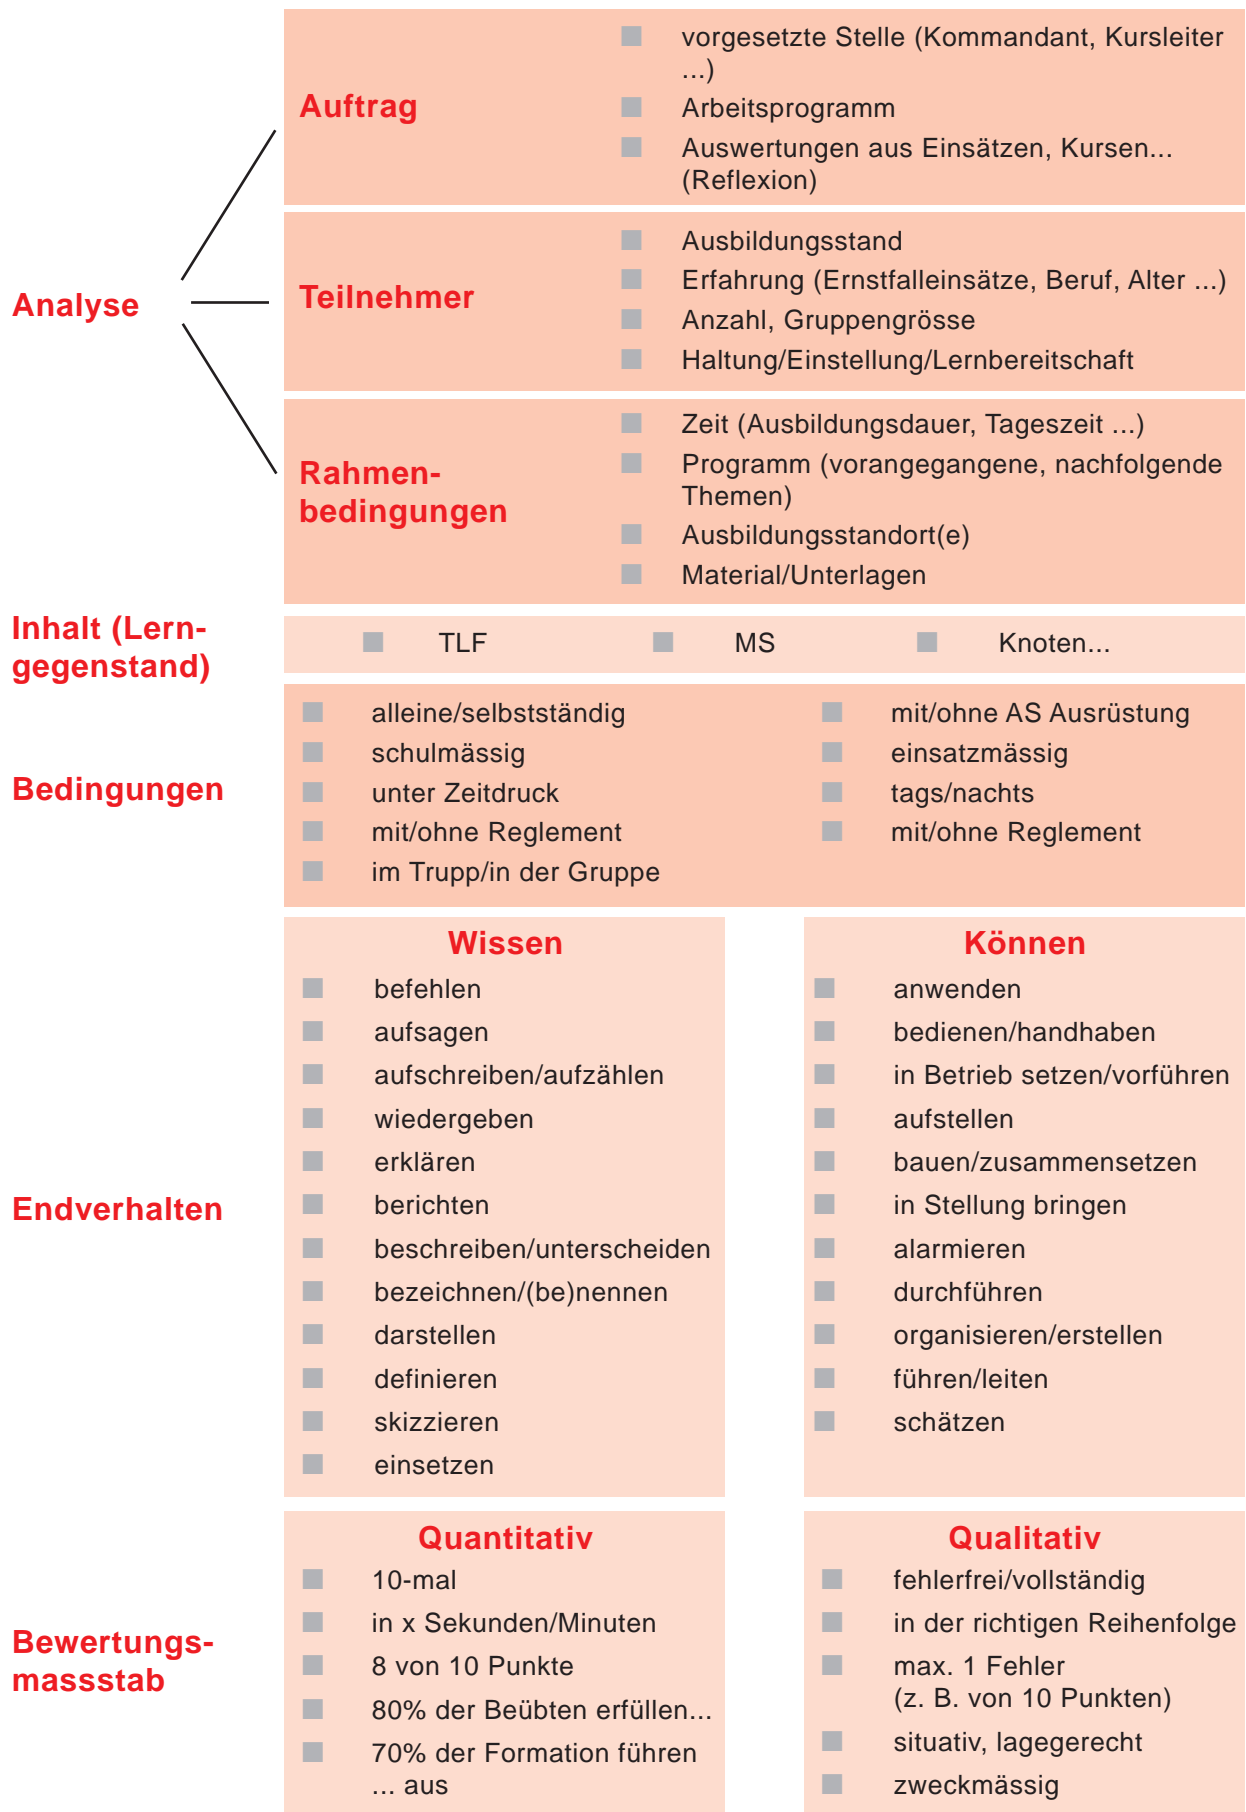 Analyse
Auftrag
vorgesetzte Stelle (Kommandant, Kursleiter
...)
Arbeitsprogramm
Auswertungen aus Einsätzen, Kursen...
(Reflexion)
Teilnehmer
Ausbildungsstand
Erfahrung (Ernstfalleinsätze, Beruf, Alter ...)
Anzahl, Gruppengrösse
Haltung/Einstellung/Lernbereitschaft
Rahmen-
bedingungen
Zeit (Ausbildungsdauer, Tageszeit ...)
Programm (vorangegangene, nachfolgende
Themen)
Ausbildungsstandort(e)
Material/Unterlagen
Inhalt (Lern-
gegenstand)
TLF
MS
Knoten...
Bedingungen
alleine/selbstständig
schulmässig
unter Zeitdruck
mit/ohne Reglement
im Trupp/in der Gruppe
mit/ohne AS Ausrüstung
einsatzmässig
tags/nachts
mit/ohne Reglement
Endverhalten
Wissen
befehlen
aufsagen
aufschreiben/aufzählen
wiedergeben
erklären
berichten
beschreiben/unterscheiden
bezeichnen/(be)nennen
darstellen
definieren
skizzieren
einsetzen
Können
anwenden
bedienen/handhaben
in Betrieb setzen/vorführen
aufstellen
bauen/zusammensetzen
in Stellung bringen
alarmieren
durchführen
organisieren/erstellen
führen/leiten
schätzen
Bewertungs-
massstab
Quantitativ
10-mal
in x Sekunden/Minuten
8 von 10 Punkte
80% der Beübten erfüllen...
70% der Formation führen
... aus
Qualitativ
fehlerfrei/vollständig
in der richtigen Reihenfolge
max. 1 Fehler
(z. B. von 10 Punkten)
situativ, lagegerecht
zweckmässig